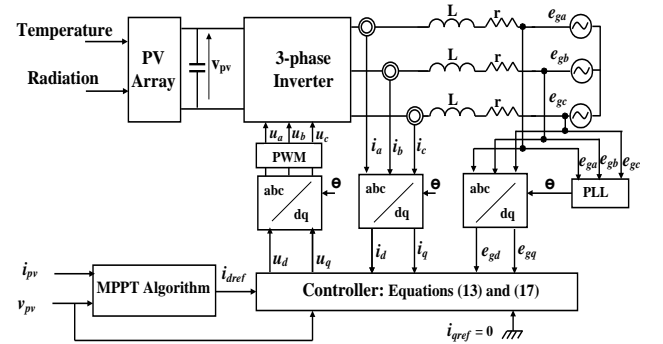 Temperature
Radiation
PV Array
v_pv
3-phase Inverter
L r e_ga
L r e_gb
L r e_gc
u_a u_b u_c
i_a i_b i_c
PWM
e_ga e_gb e_gc
abc dq
ɵ
abc dq
ɵ
abc dq
ɵ
PLL
u_d u_q
i_d i_q
e_gd e_gq
i_pv
v_pv
MPPT Algorithm
i_dref
Controller: Equations (13) and (17)
i_qref = 0